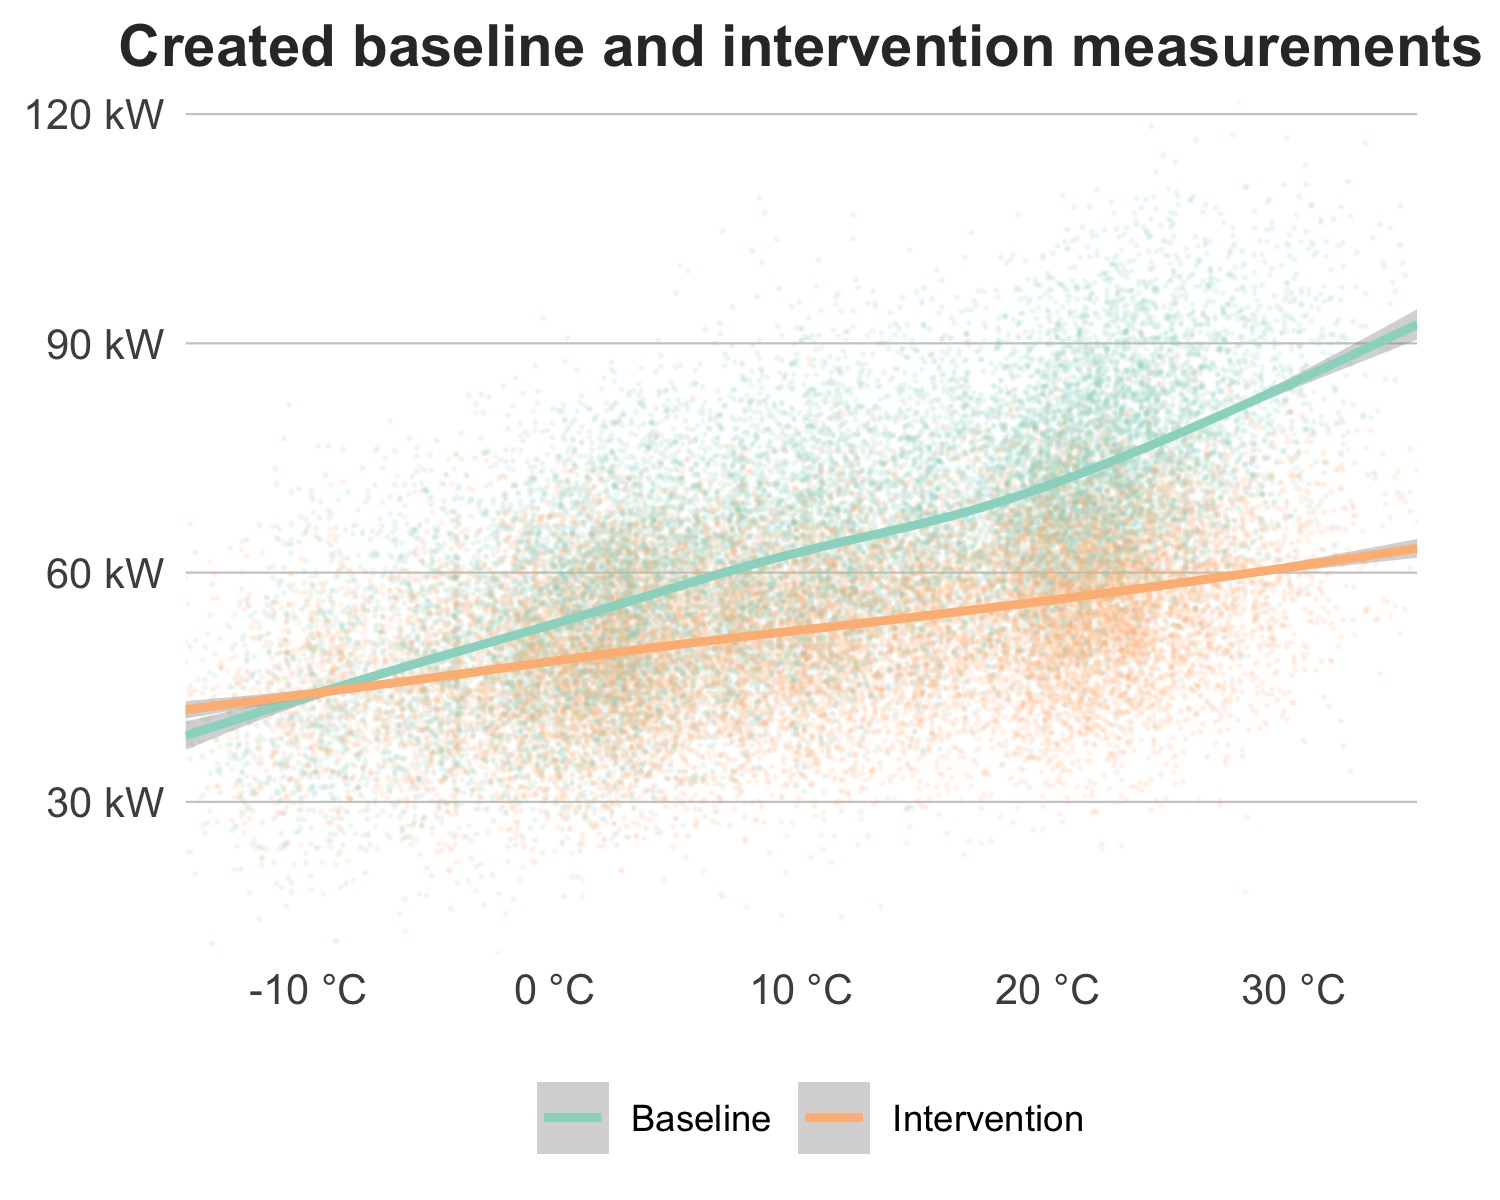 Created baseline and intervention measurements
120 kW
90 kW
60 kW
30 kW
-10 °C 0 °C 10 °C 20 °C 30 °C
Baseline Intervention